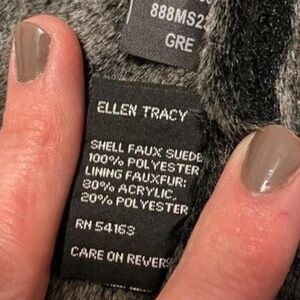 888MS2
GRE
ELLEN TRACY
SHELL FAUX SUEDE
100% POLYESTER
LINING FAUXFUR:
80% ACRYLIC.
20% POLYESTER
RN 54163
CARE ON REVERS